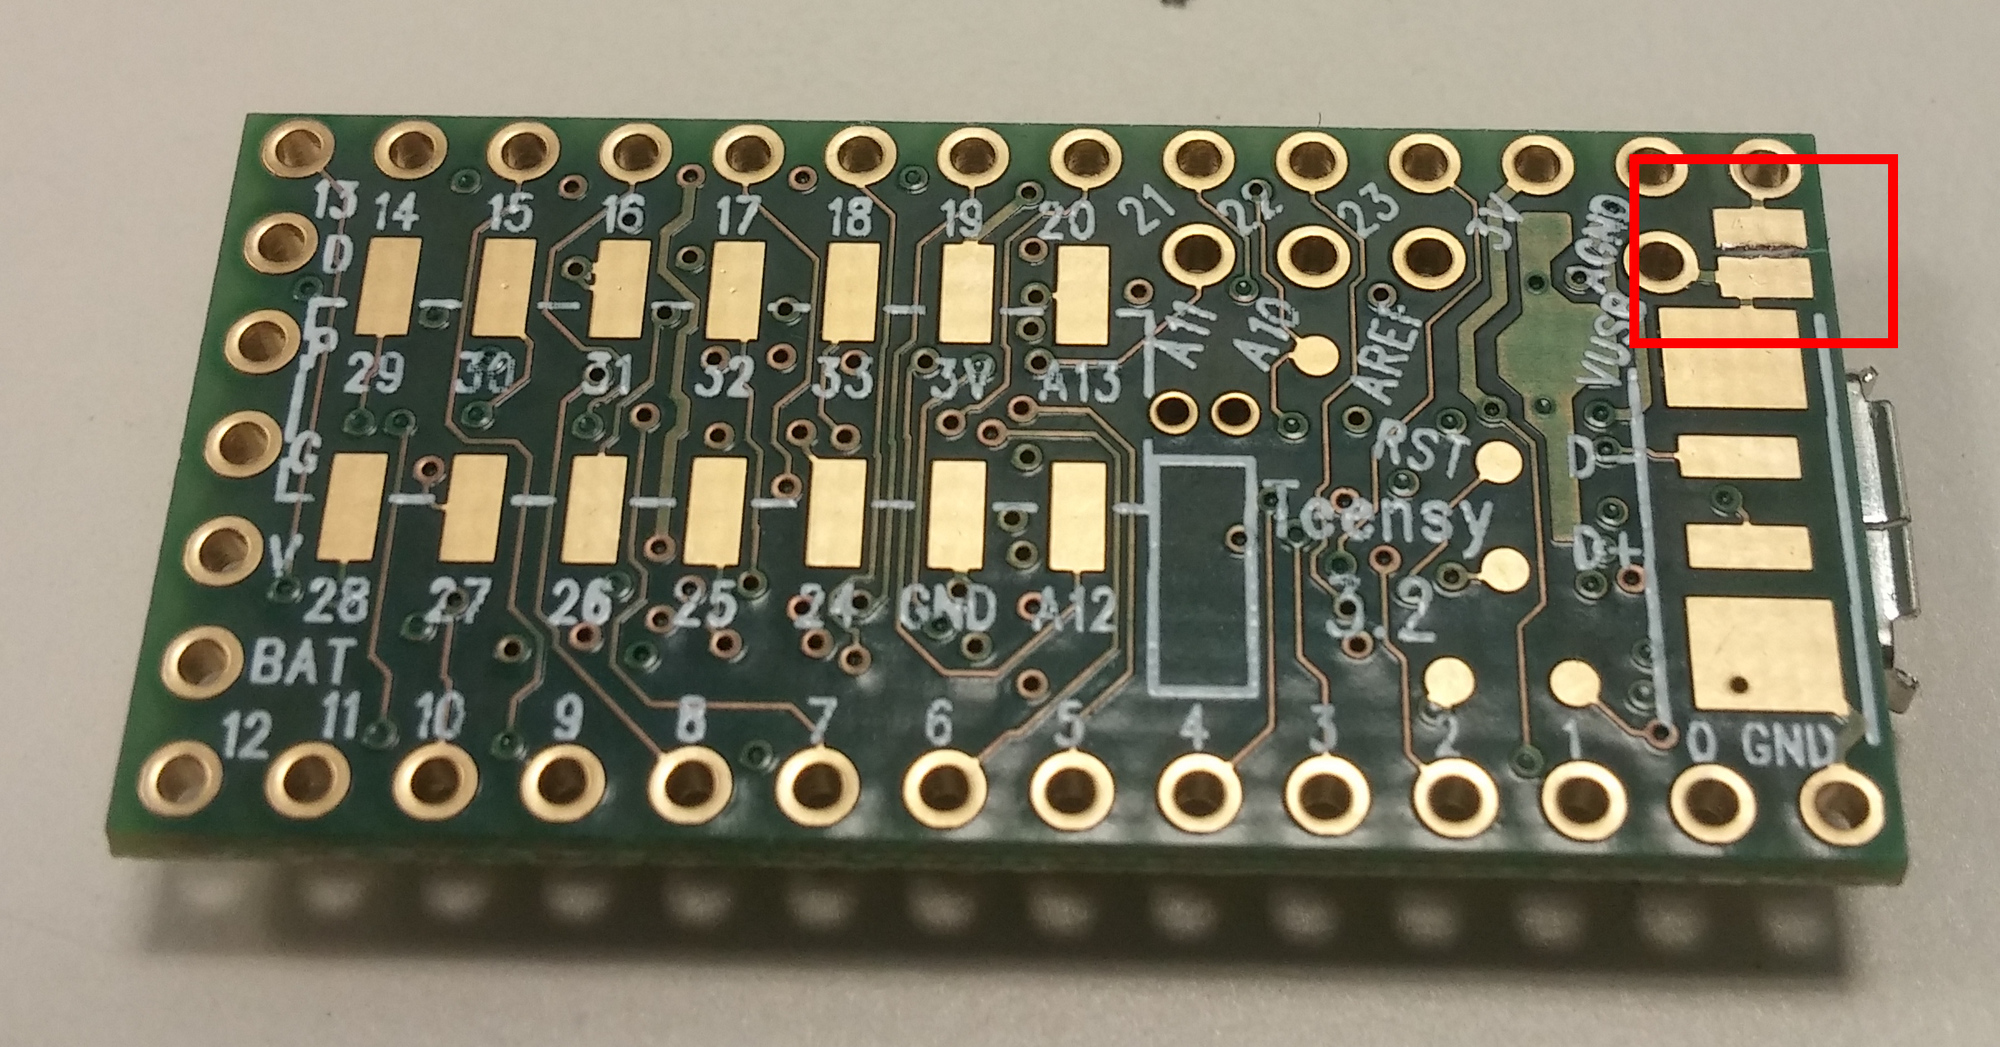 13 14 15 16 17 18 19 20 21 22 23 3V AGND
D
29 30 31 32 33 3V A13 A11 A10 AREF VUSB
P
G
RST D-
Teensy
V
28 27 26 25 24 GND A12 3.2 D+
BAT
12 11 10 9 8 7 6 5 4 3 2 1 0 GND